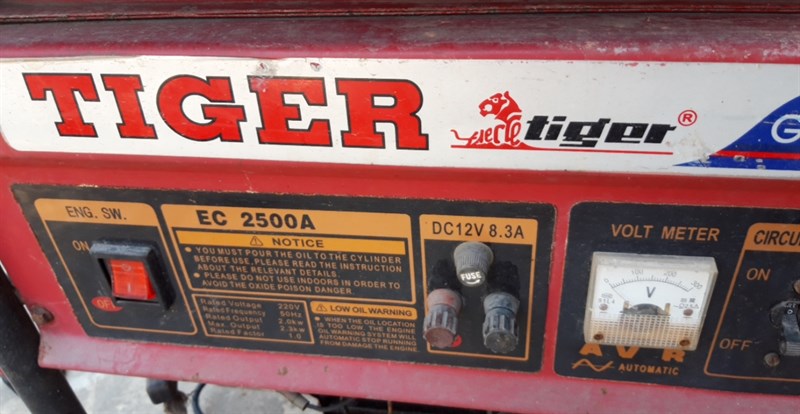 TIGER
tiger ®
G
ENG. SW.
ON
OFF
EC 2500A
⚠ NOTICE
● YOU MUST POUR THE OIL TO THE CYLINDER
BEFORE USE. PLEASE READ THE INSTRUCTION
ABOUT THE RELEVANT DETAILS.
● PLEASE DO NOT USE INDOORS IN ORDER TO
AVOID THE OXIDE POISON DANGER.
Rated Voltage 220V
Rated Frequency 50Hz
Rated Output 2.0kw
Max. Output 2.3kw
Rated Factor 1.0
⚠ LOW OIL WARNING
● WHEN THE OIL LOCATION
IS TOO LOW. THE ENGINE
OIL WARNING SYSTEM WILL
AUTOMATIC STOP RUNNING
FROM DAMAGE THE ENGINE.
DC12V 8.3A
FUSE
VOLT METER
V
AVR
AUTOMATIC
CIRCU
ON
OFF